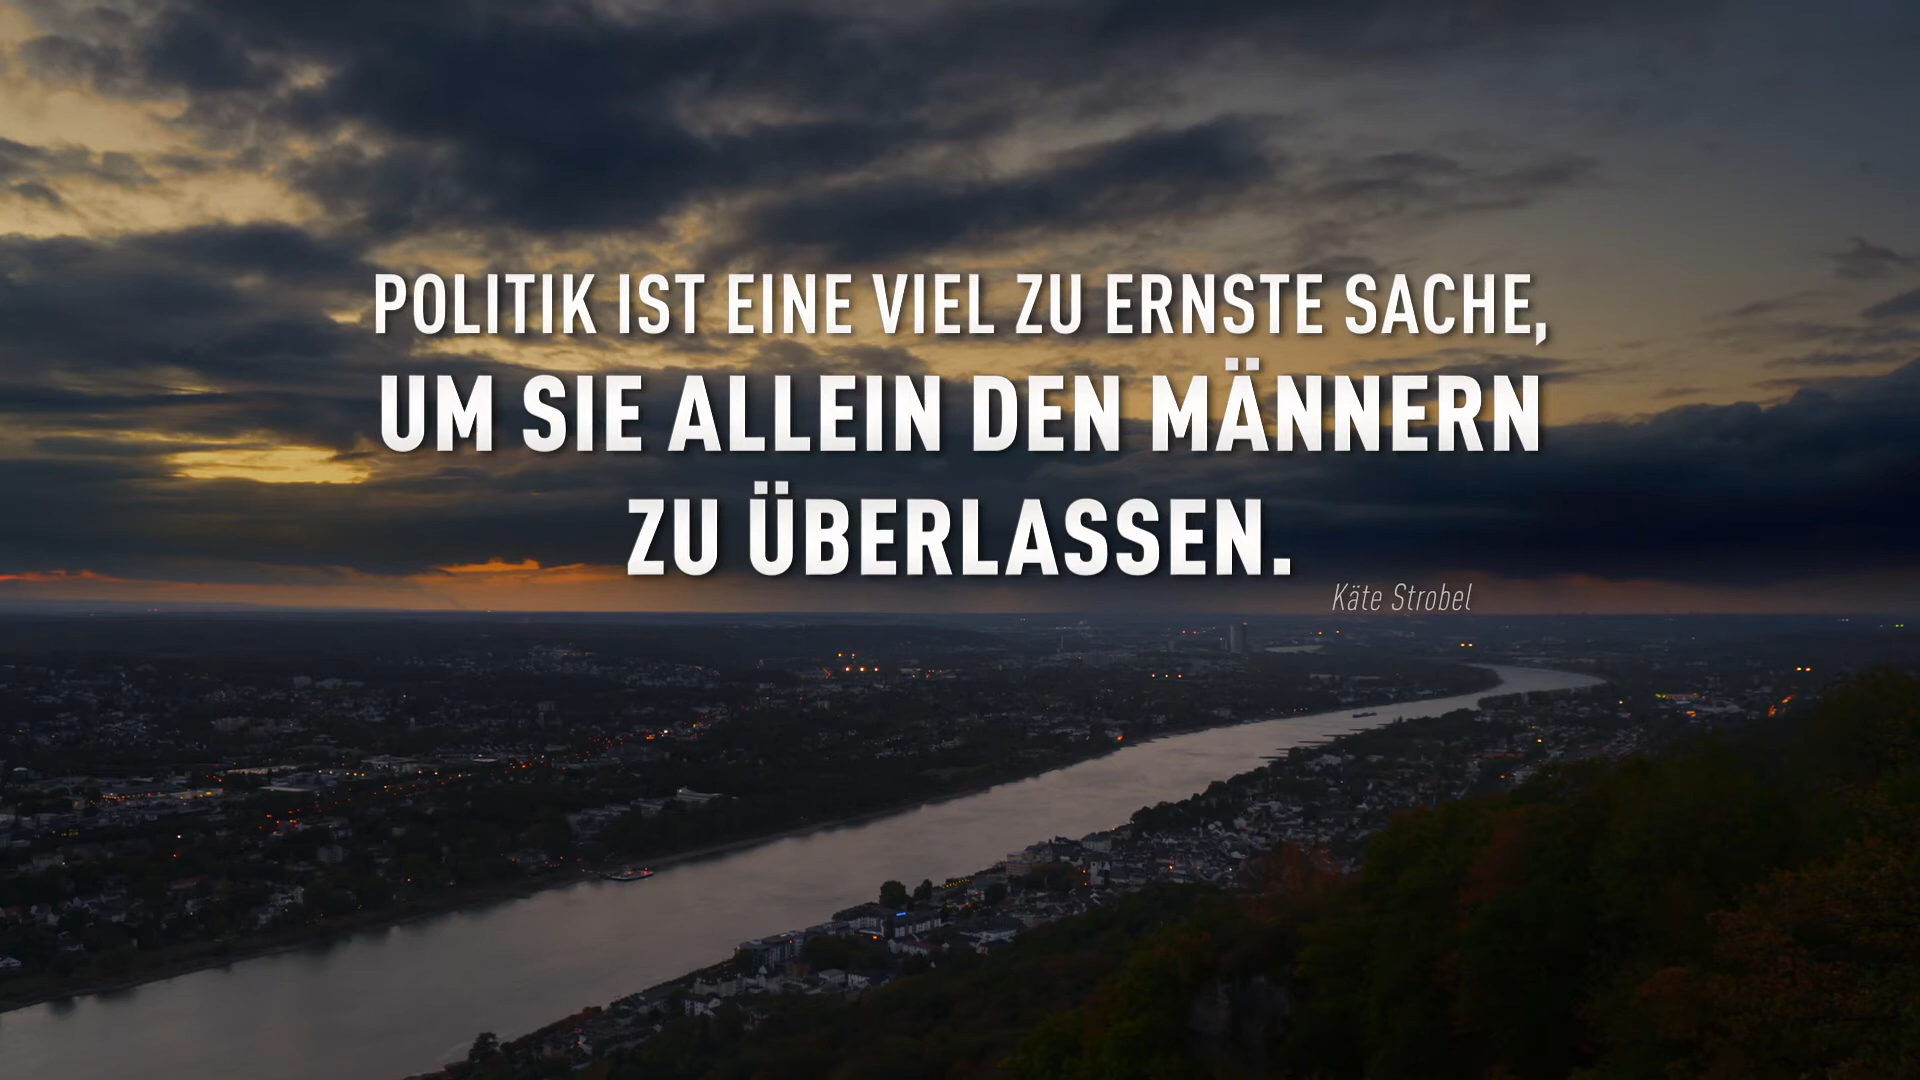 POLITIK IST EINE VIEL ZU ERNSTE SACHE,
UM SIE ALLEIN DEN MÄNNERN
ZU ÜBERLASSEN.
Käte Strobel